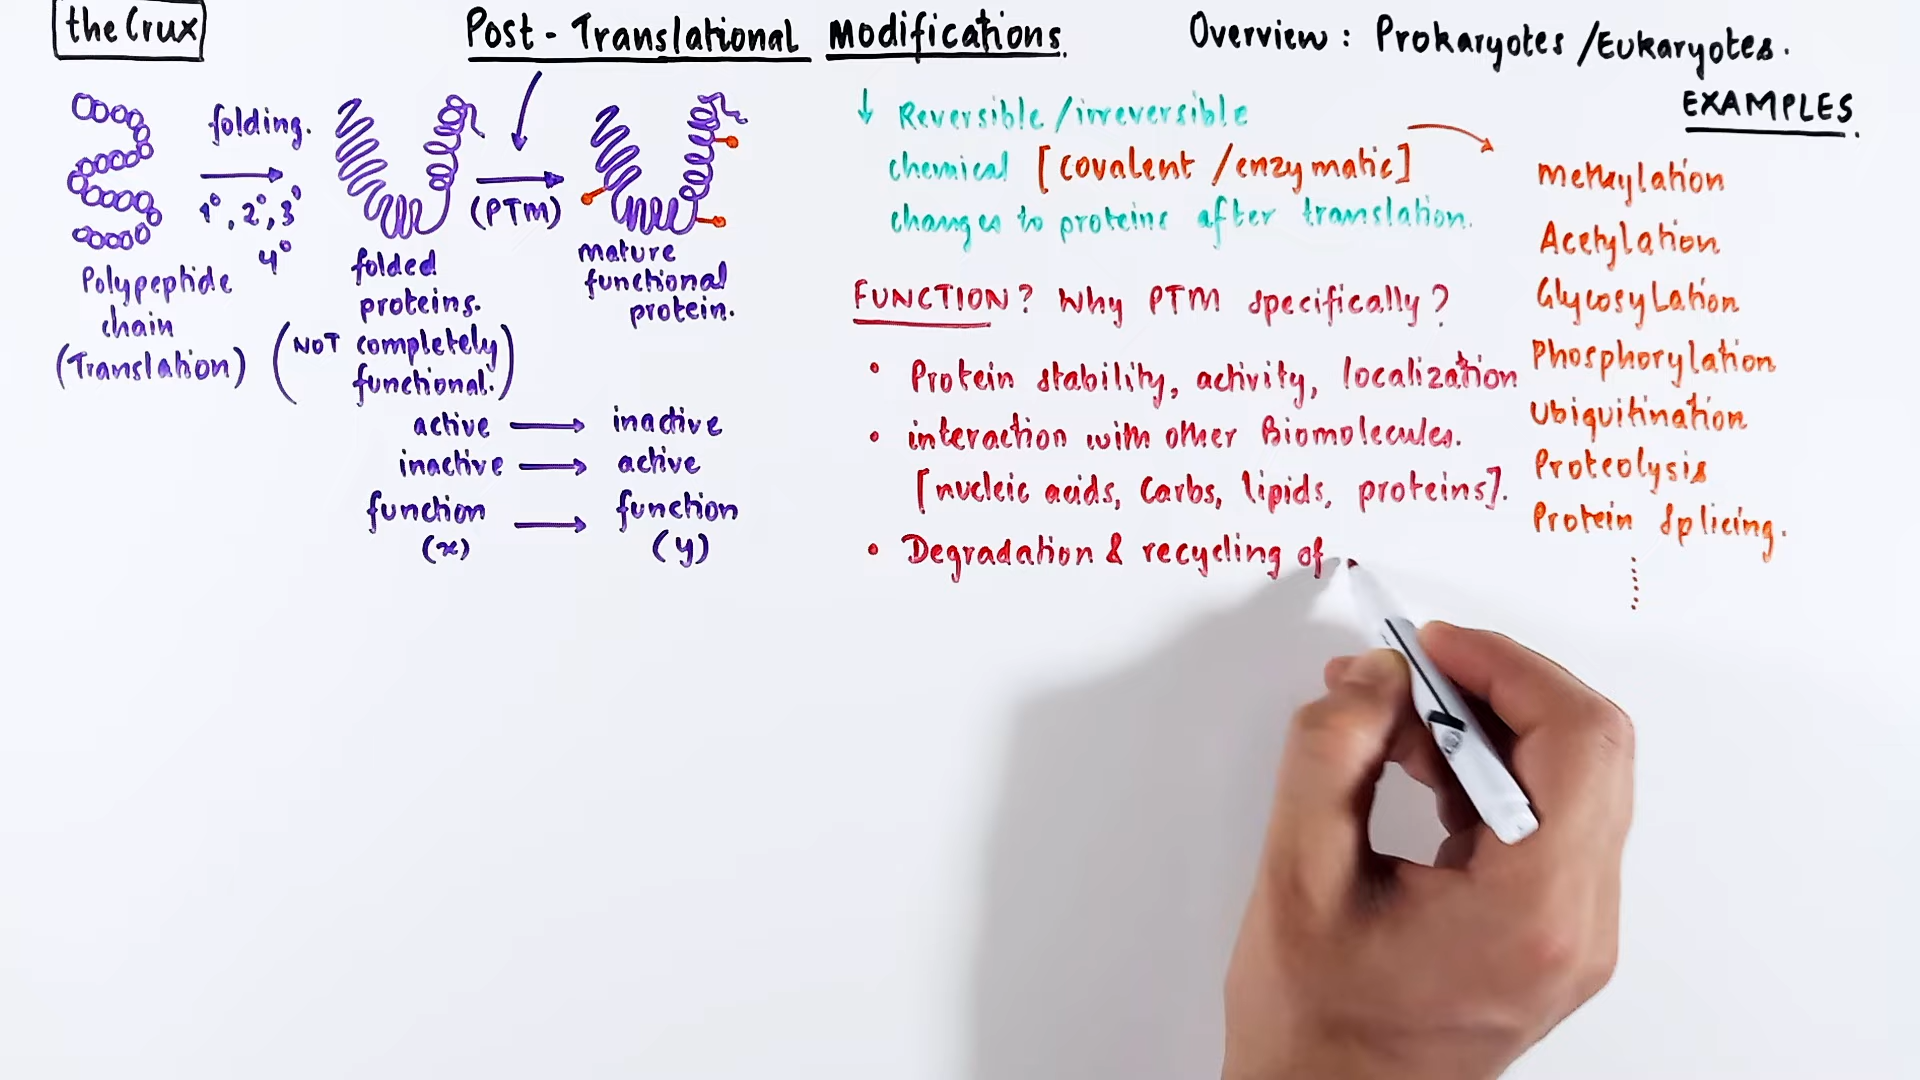 the Crux
Post - Translational Modifications.
Overview : Prokaryotes / Eukaryotes.
folding.
1°, 2°, 3°
4°
Polypeptide
chain
(Translation)
folded
proteins.
(NOT completely
functional.)
(PTM)
mature
functional
protein.
active → inactive
inactive → active
function → function
(x) (y)
↓ Reversible / irreversible
chemical [covalent / enzymatic]
changes to proteins after translation.
FUNCTION? Why PTM specifically?
• Protein stability, activity, localization
• interaction with other Biomolecules.
[nucleic acids, Carbs, lipids, proteins].
• Degradation & recycling of
EXAMPLES
Methylation
Acetylation
Glycosylation
Phosphorylation
Ubiquitination
Proteolysis
Protein Splicing.